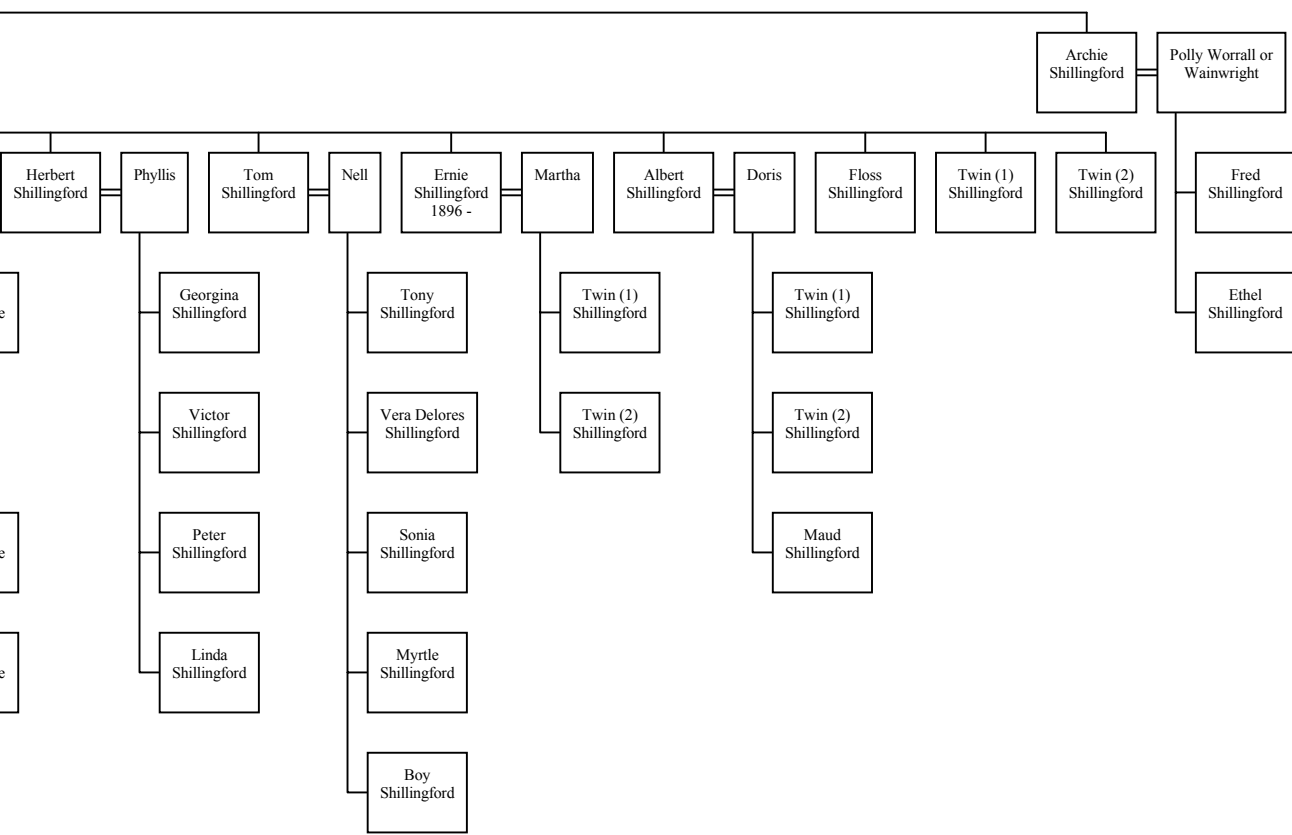 Archie
Shillingford
Polly Worrall or
Wainwright
Herbert
Shillingford
Phyllis
Tom
Shillingford
Nell
Ernie
Shillingford
1896 -
Martha
Albert
Shillingford
Doris
Floss
Shillingford
Twin (1)
Shillingford
Twin (2)
Shillingford
Fred
Shillingford
e
Georgina
Shillingford
Tony
Shillingford
Twin (1)
Shillingford
Twin (1)
Shillingford
Ethel
Shillingford
Victor
Shillingford
Vera Delores
Shillingford
Twin (2)
Shillingford
Twin (2)
Shillingford
e
Peter
Shillingford
Sonia
Shillingford
Maud
Shillingford
e
Linda
Shillingford
Myrtle
Shillingford
Boy
Shillingford